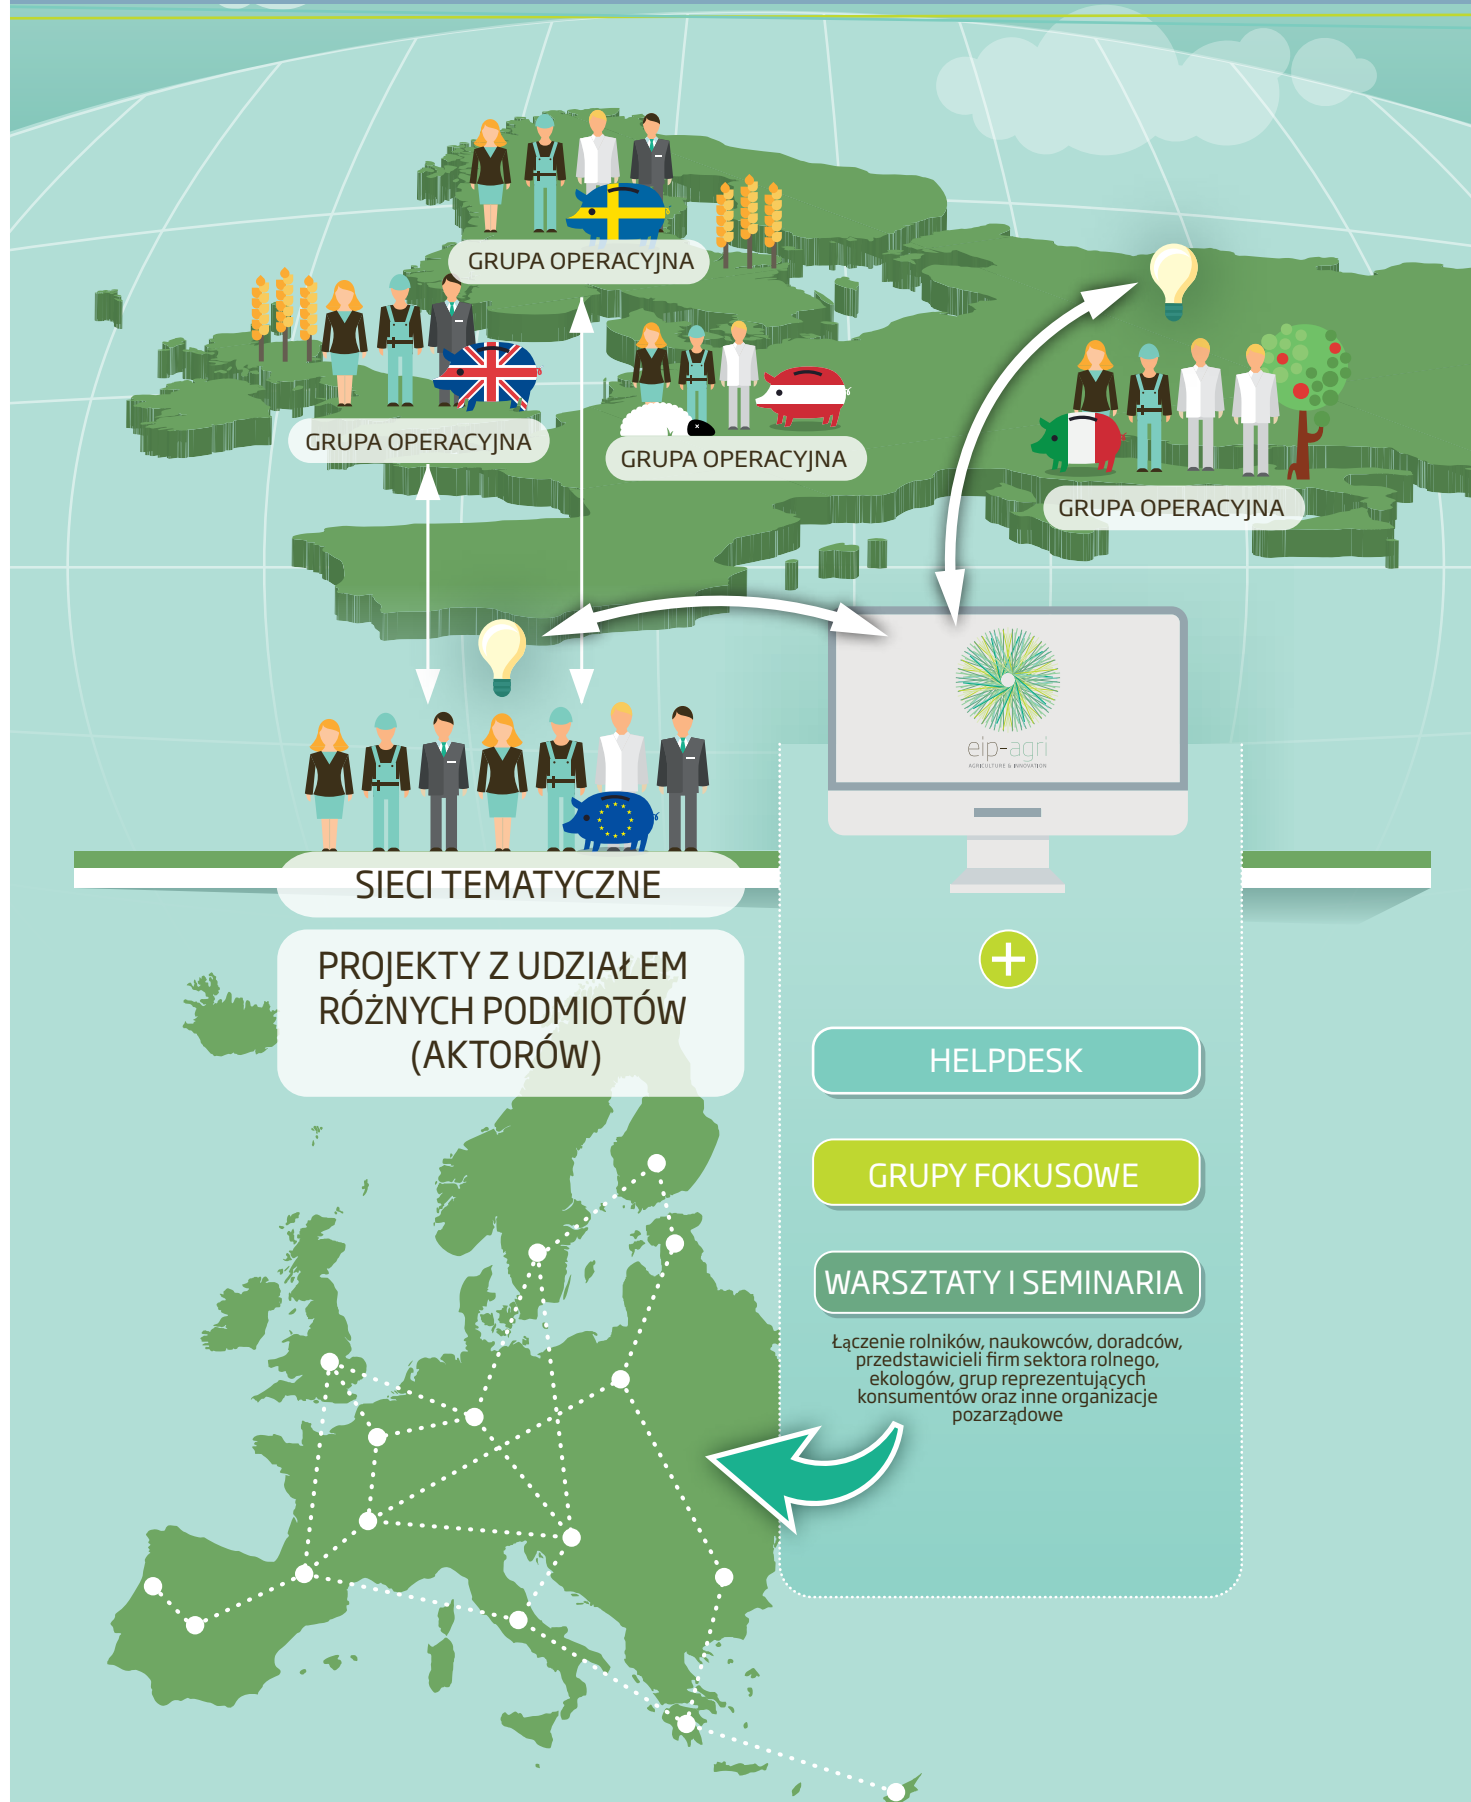 GRUPA OPERACYJNA
GRUPA OPERACYJNA
GRUPA OPERACYJNA
GRUPA OPERACYJNA
eip-agri
AGRICULTURE & INNOVATION
SIECI TEMATYCZNE
PROJEKTY Z UDZIAŁEM
RÓŻNYCH PODMIOTÓW
(AKTORÓW)
HELPDESK
GRUPY FOKUSOWE
WARSZTATY I SEMINARIA
Łączenie rolników, naukowców, doradców,
przedstawicieli firm sektora rolnego,
ekologów, grup reprezentujących
konsumentów oraz inne organizacje
pozarządowe